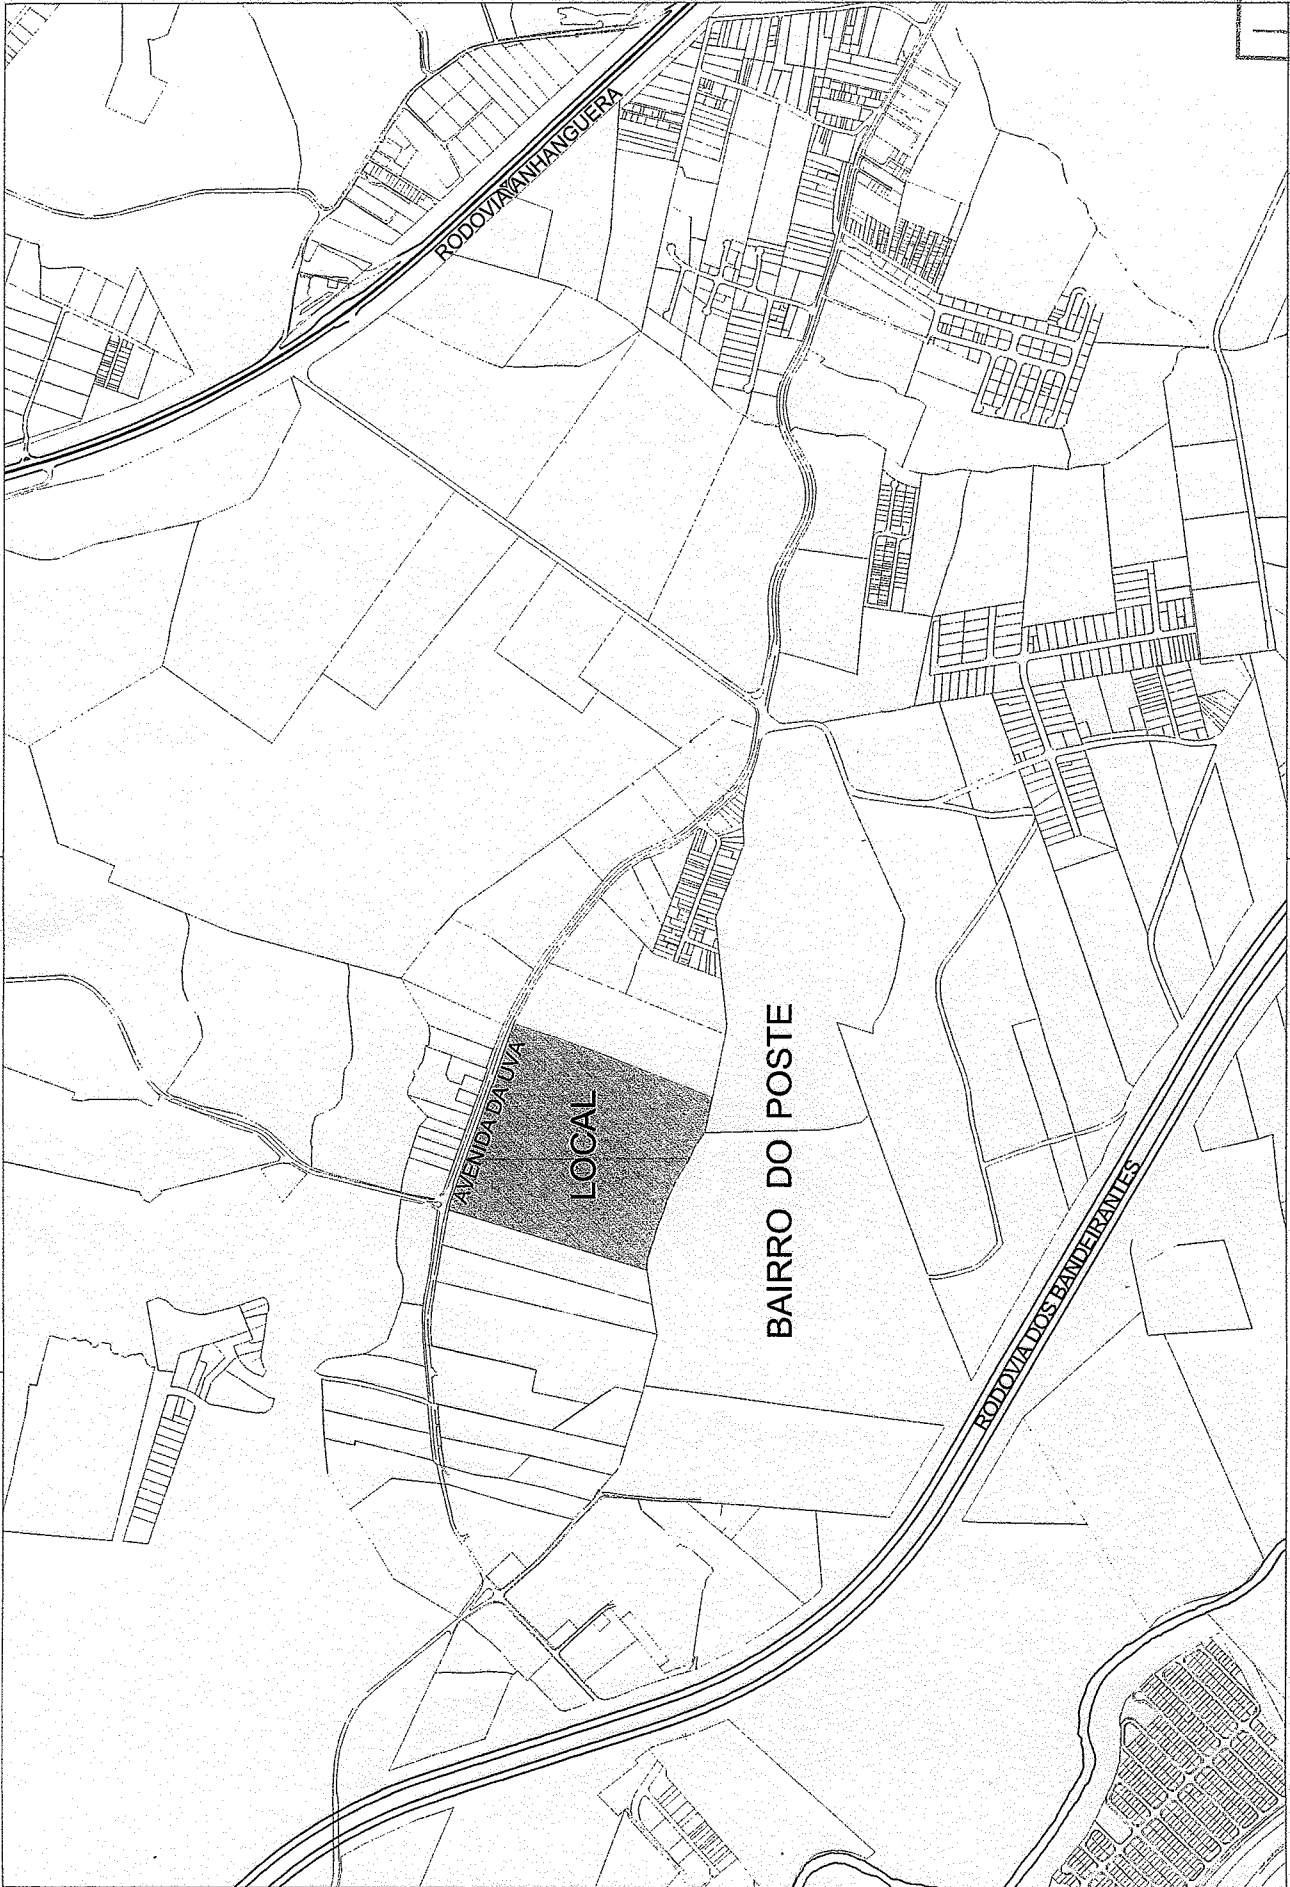 RODOVIA ANHANGUERA
AVENIDA DA UVA
LOCAL
BAIRRO DO POSTE
RODOVIA DOS BANDEIRANTES